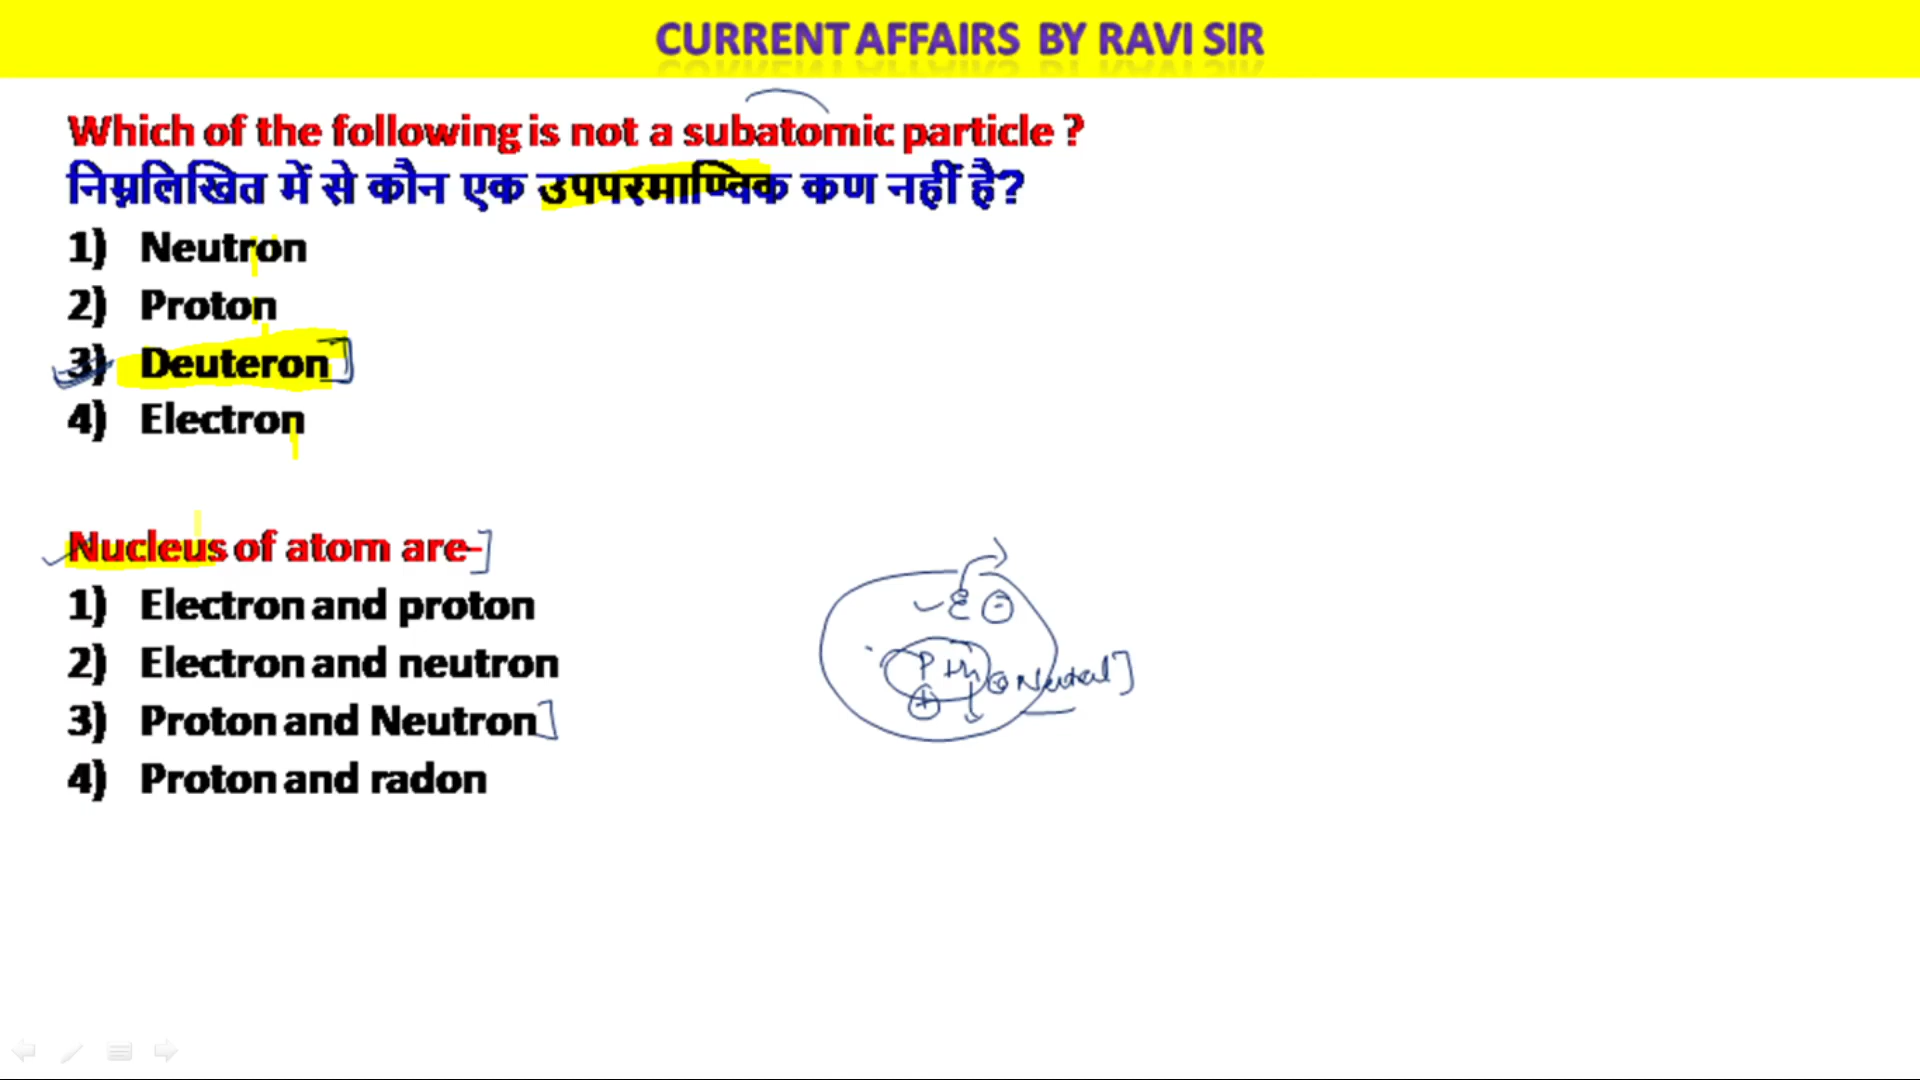 CURRENT AFFAIRS BY RAVI SIR
Which of the following is not a subatomic particle ?
निम्नलिखित में से कौन एक उपपरमाण्विक कण नहीं है?
1) Neutron
2) Proton
3) Deuteron
4) Electron
Nucleus of atom are-
1) Electron and proton
2) Electron and neutron
3) Proton and Neutron
4) Proton and radon
P+n
Neutral